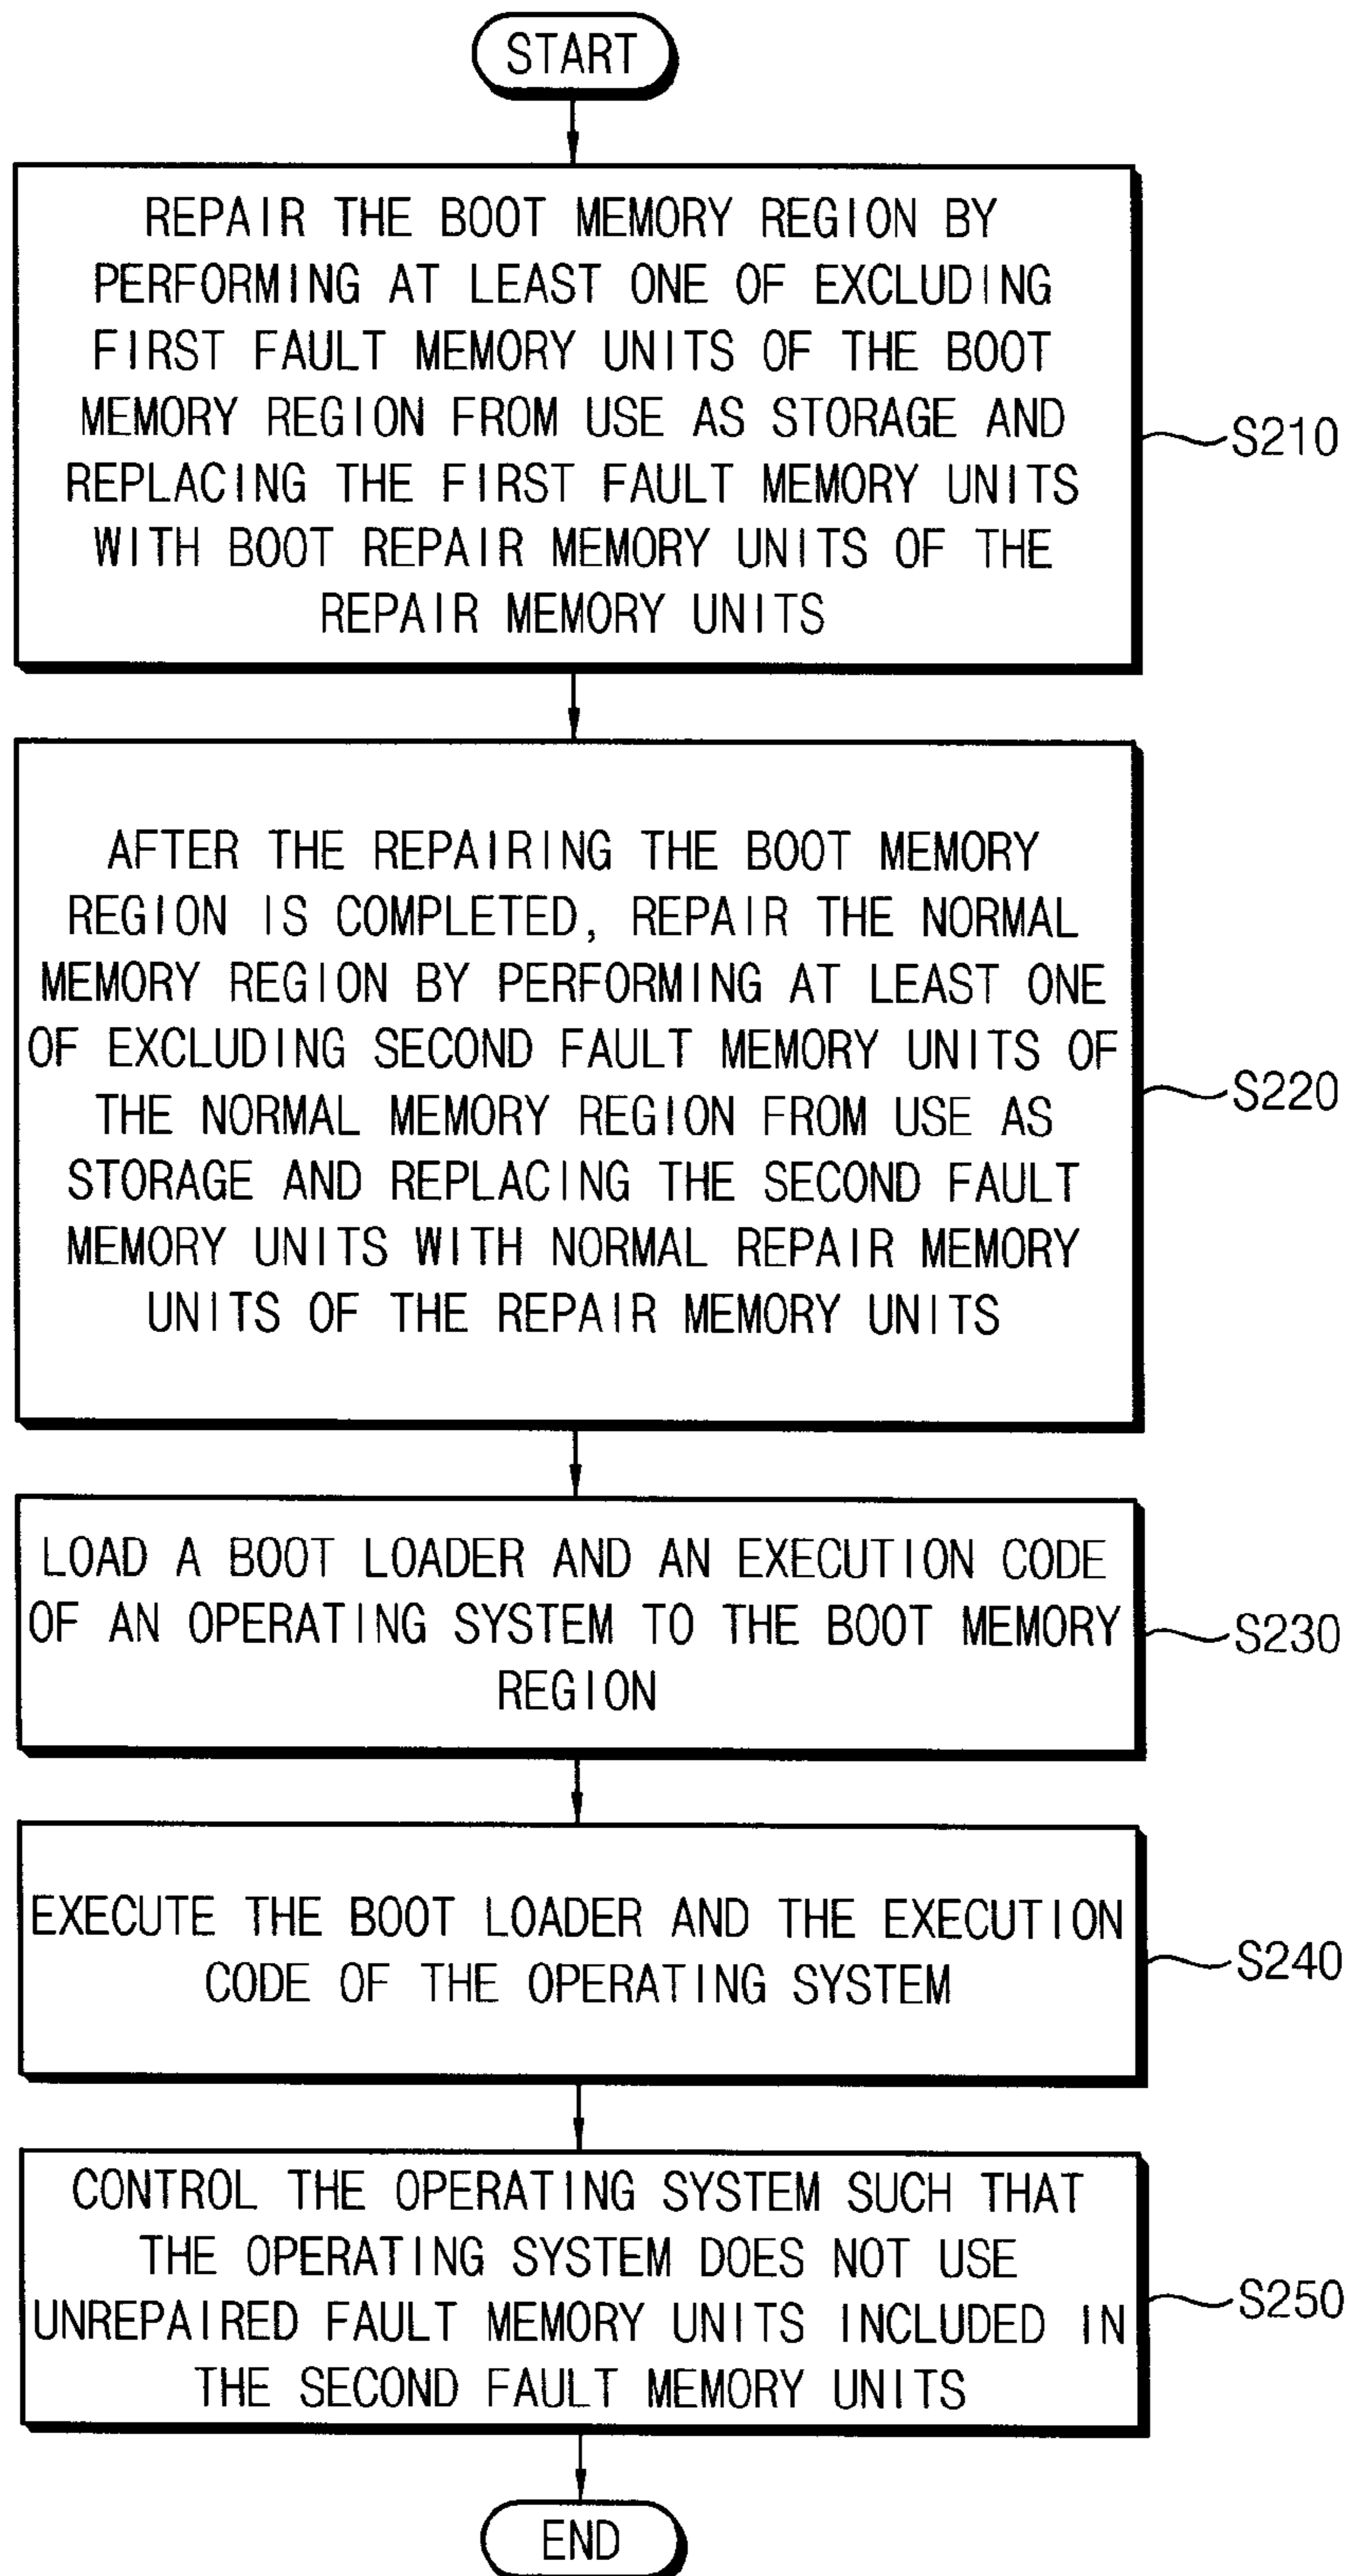 START
REPAIR THE BOOT MEMORY REGION BY
PERFORMING AT LEAST ONE OF EXCLUDING
FIRST FAULT MEMORY UNITS OF THE BOOT
MEMORY REGION FROM USE AS STORAGE AND
REPLACING THE FIRST FAULT MEMORY UNITS
WITH BOOT REPAIR MEMORY UNITS OF THE
REPAIR MEMORY UNITS
S210
AFTER THE REPAIRING THE BOOT MEMORY
REGION IS COMPLETED, REPAIR THE NORMAL
MEMORY REGION BY PERFORMING AT LEAST ONE
OF EXCLUDING SECOND FAULT MEMORY UNITS OF
THE NORMAL MEMORY REGION FROM USE AS
STORAGE AND REPLACING THE SECOND FAULT
MEMORY UNITS WITH NORMAL REPAIR MEMORY
UNITS OF THE REPAIR MEMORY UNITS
S220
LOAD A BOOT LOADER AND AN EXECUTION CODE
OF AN OPERATING SYSTEM TO THE BOOT MEMORY
REGION
S230
EXECUTE THE BOOT LOADER AND THE EXECUTION
CODE OF THE OPERATING SYSTEM
S240
CONTROL THE OPERATING SYSTEM SUCH THAT
THE OPERATING SYSTEM DOES NOT USE
UNREPAIRED FAULT MEMORY UNITS INCLUDED IN
THE SECOND FAULT MEMORY UNITS
S250
END